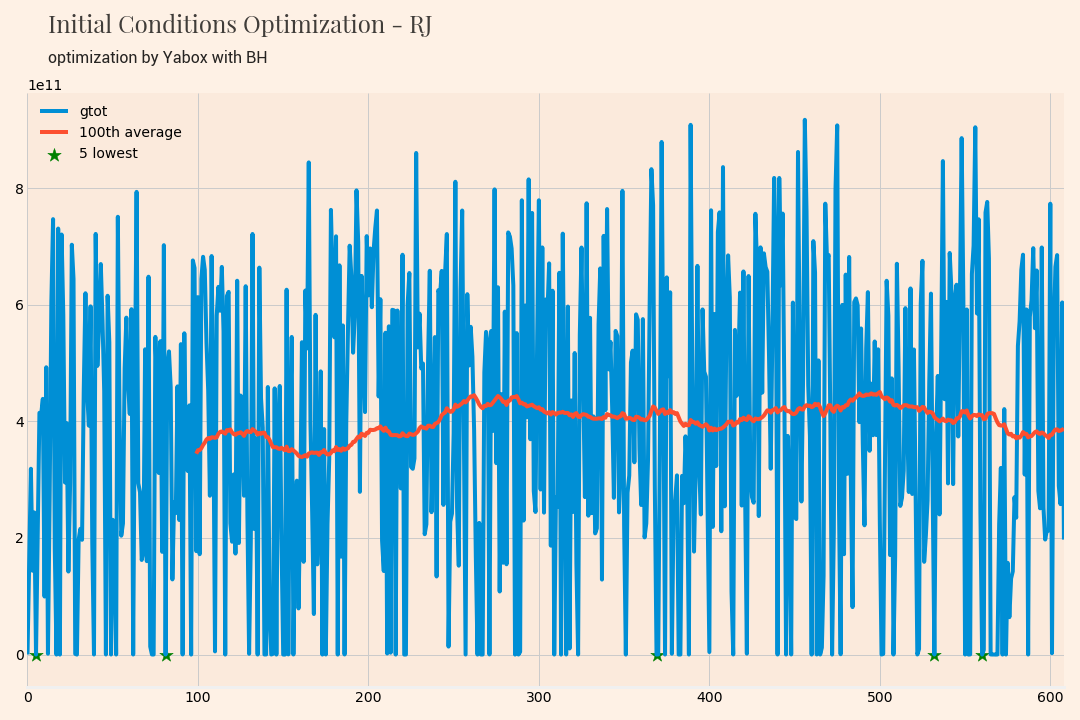 Initial Conditions Optimization - RJ
optimization by Yabox with BH
1e11
gtot
100th average
5 lowest
8
6
4
2
0
0 100 200 300 400 500 600